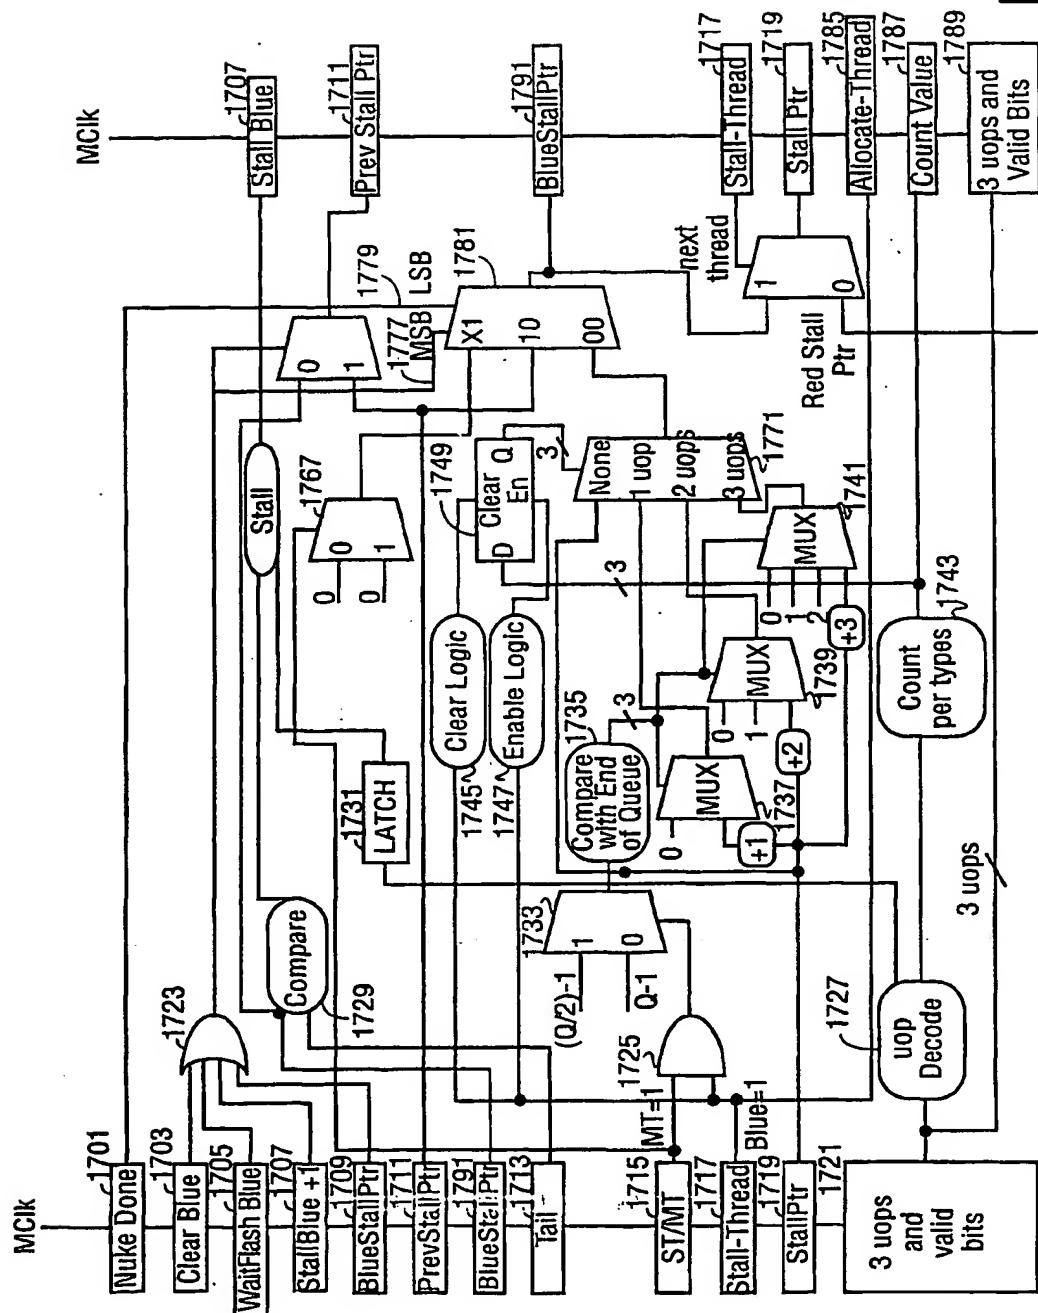 MClk
1701
Nuke Done
1703
Clear Blue
1705
WaitFlash Blue
1707
StallBlue +1
1709
BlueStallPtr
1711
PrevStallPtr
1791
BlueStallPtr
1713
Tail
1715
ST/MT
1717
Stall-Thread
1719
StallPtr
1721
3 uops
and
valid
bits
1723
Compare
1729
1725
MT=1
Blue=1
1727
uop
Decode
3 uops
(Q/2)-1
Q-1
1
0
1733
1731
LATCH
1745
Clear Logic
1747
Enable Logic
1735
Compare
with End
of Queue
3
0
MUX
1737
+1
0
1
MUX
1739
+2
0
1
2
MUX
1741
+3
Count
per types
1743
3
Stall
0
0
0
1
1767
1749
D
Clear
En
Q
3
None
1 uop
2 uops
3 uops
1771
0
1
1777
MSB
1779
LSB
X1
10
00
1781
next
thread
1
0
Red Stall
Ptr
MClk
1707
Stall Blue
1711
Prev Stall Ptr
1791
BlueStallPtr
1717
Stall-Thread
1719
Stall Ptr
1785
Allocate-Thread
1787
Count Value
1789
3 uops and
Valid Bits